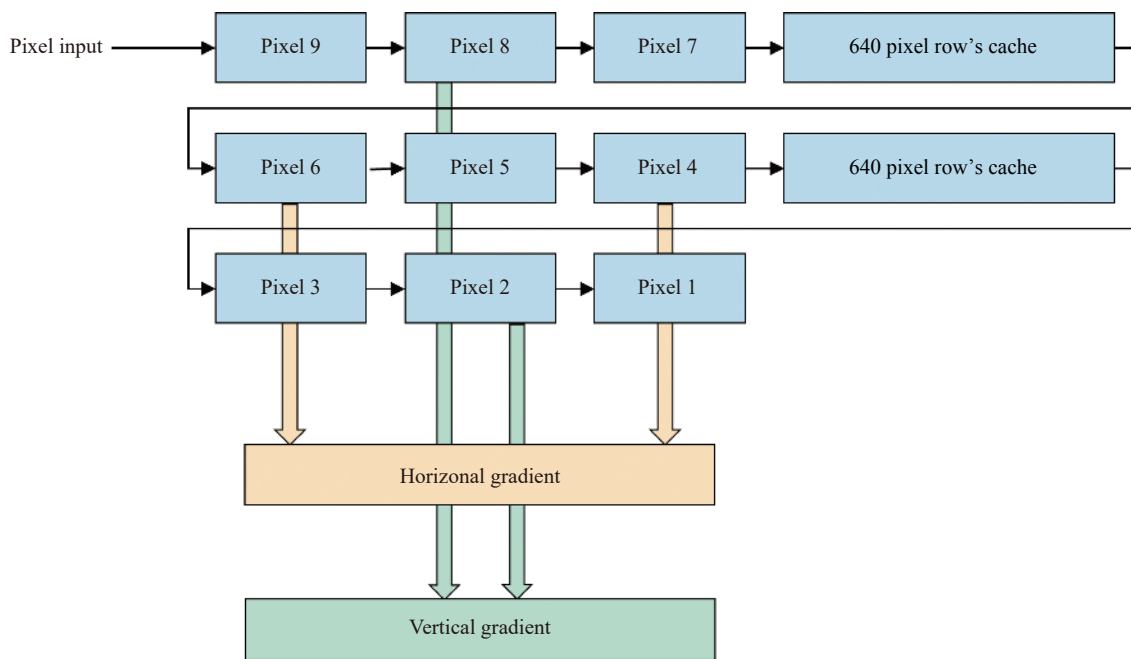 Pixel input
Pixel 9
Pixel 8
Pixel 7
640 pixel row's cache
Pixel 6
Pixel 5
Pixel 4
640 pixel row's cache
Pixel 3
Pixel 2
Pixel 1
Horizonal gradient
Vertical gradient